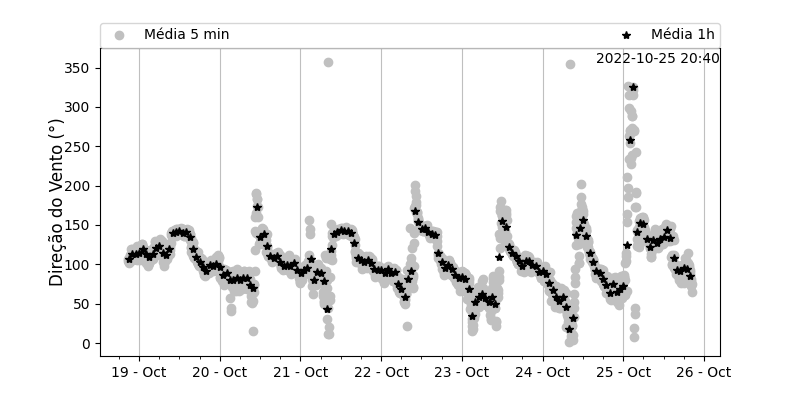 Média 5 min
Média 1h
2022-10-25 20:40
Direção do Vento (°)
350
300
250
200
150
100
50
0
19 - Oct
20 - Oct
21 - Oct
22 - Oct
23 - Oct
24 - Oct
25 - Oct
26 - Oct